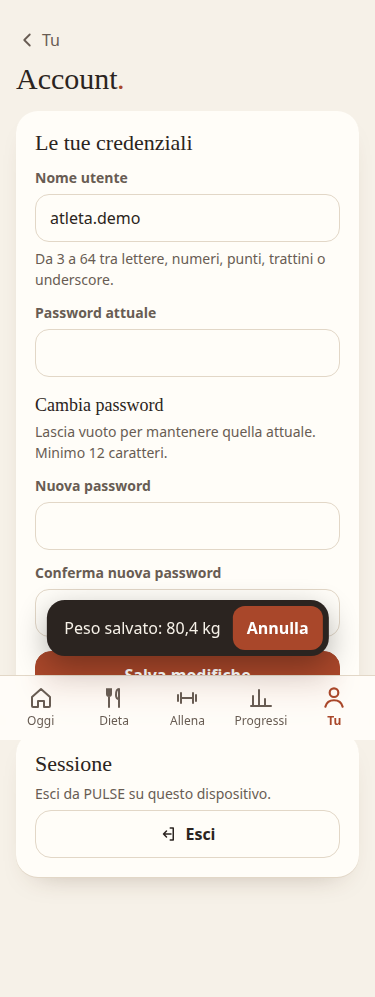 Tu
Account.
Le tue credenziali
Nome utente
atleta.demo
Da 3 a 64 tra lettere, numeri, punti, trattini o
underscore.
Password attuale
Cambia password
Lascia vuoto per mantenere quella attuale.
Minimo 12 caratteri.
Nuova password
Conferma nuova password
Peso salvato: 80,4 kg
Annulla
Salva modifiche
Oggi
Dieta
Allena
Progressi
Tu
Sessione
Esci da PULSE su questo dispositivo.
Esci